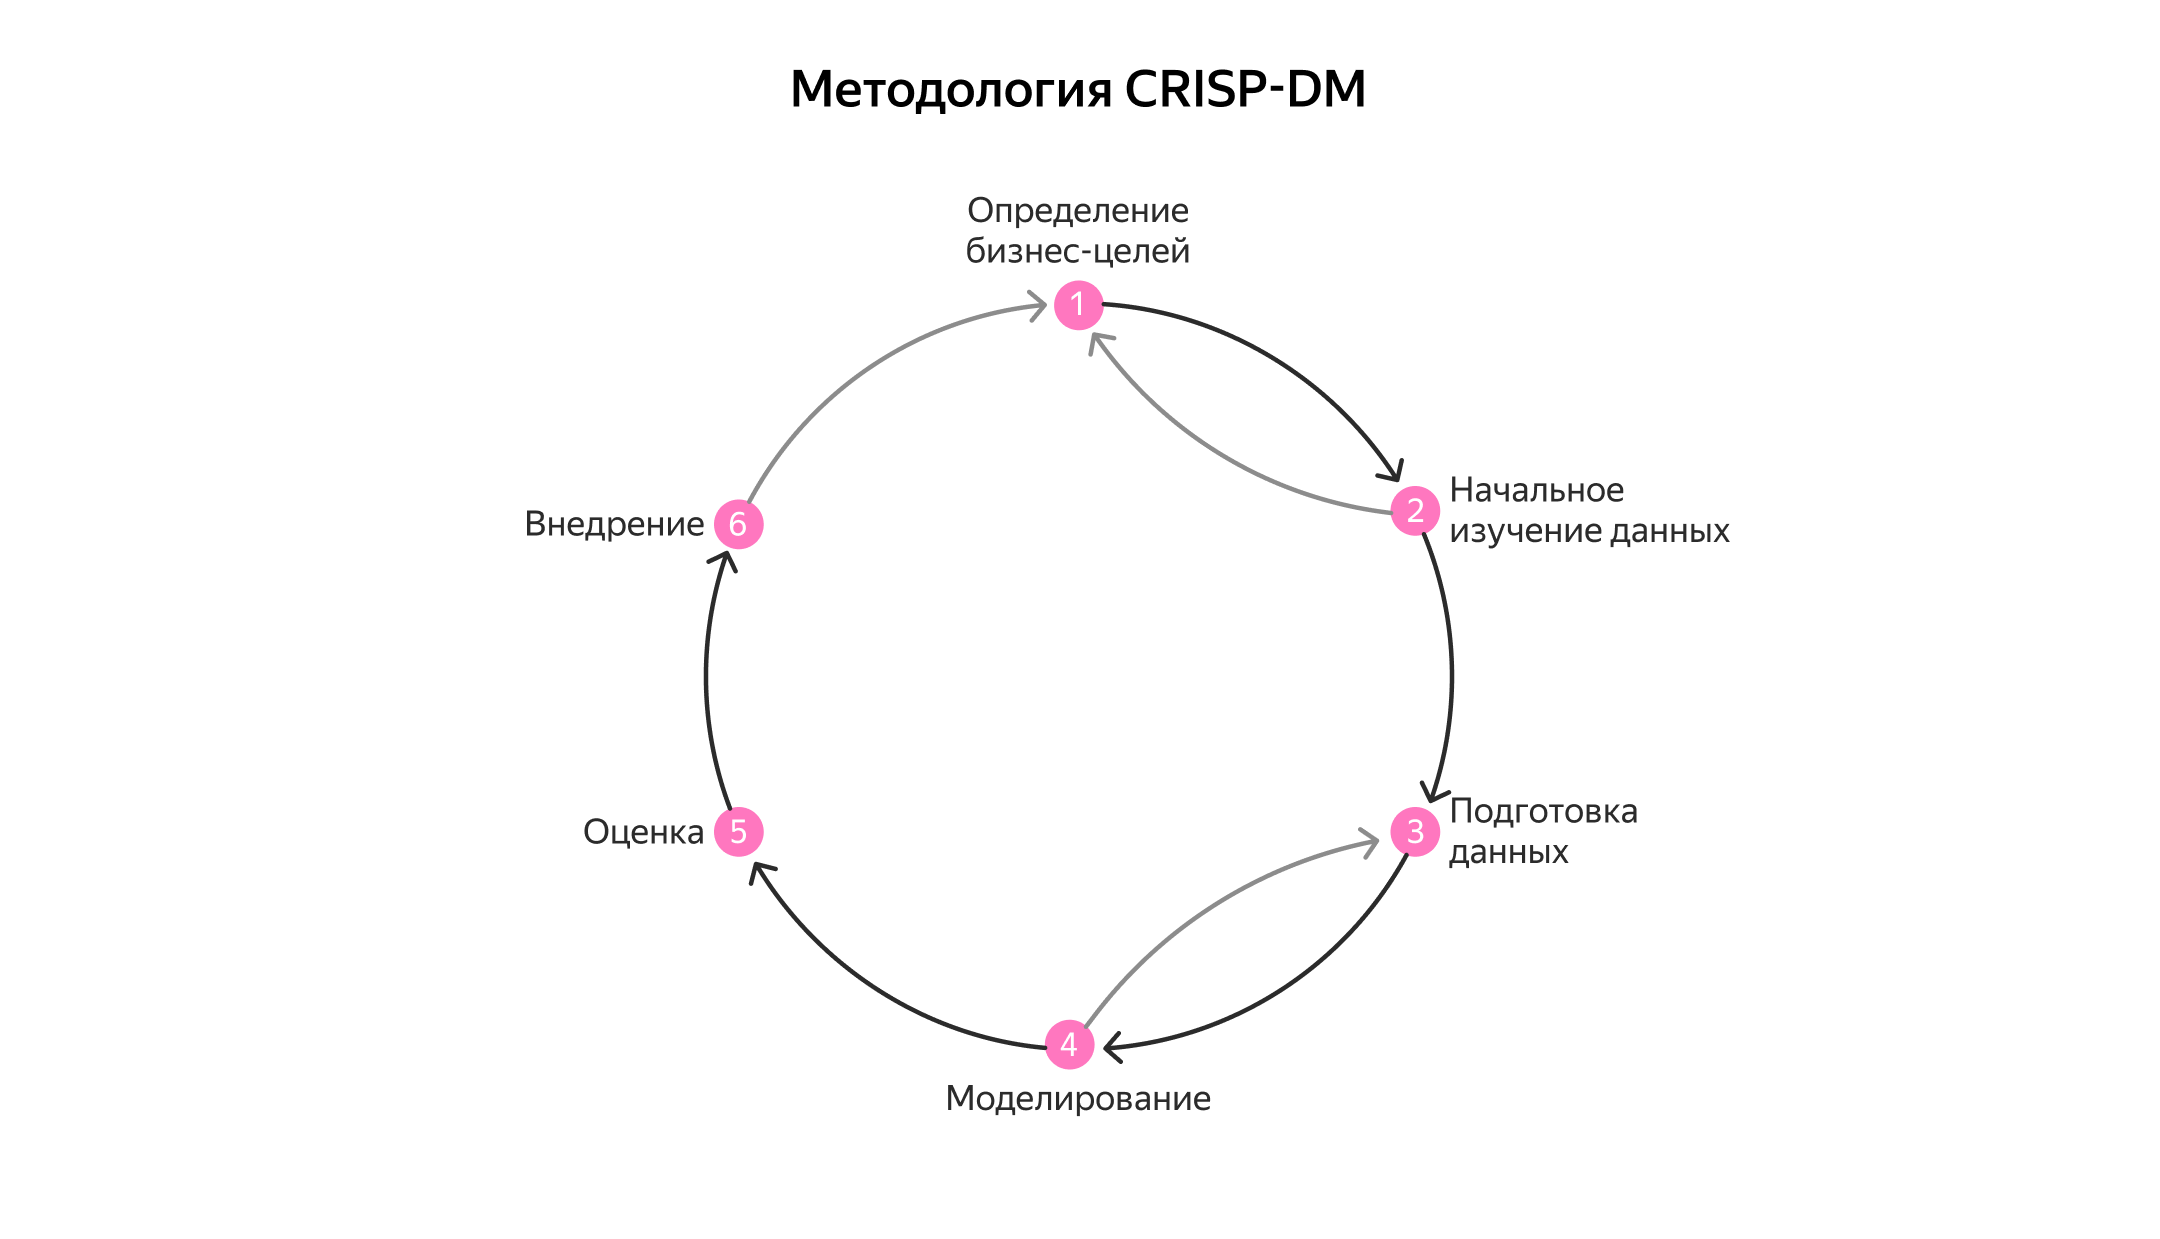 Методология CRISP-DM
Определение
бизнес-целей
1
2
Начальное
изучение данных
Внедрение
6
3
Подготовка
данных
Оценка
5
4
Моделирование